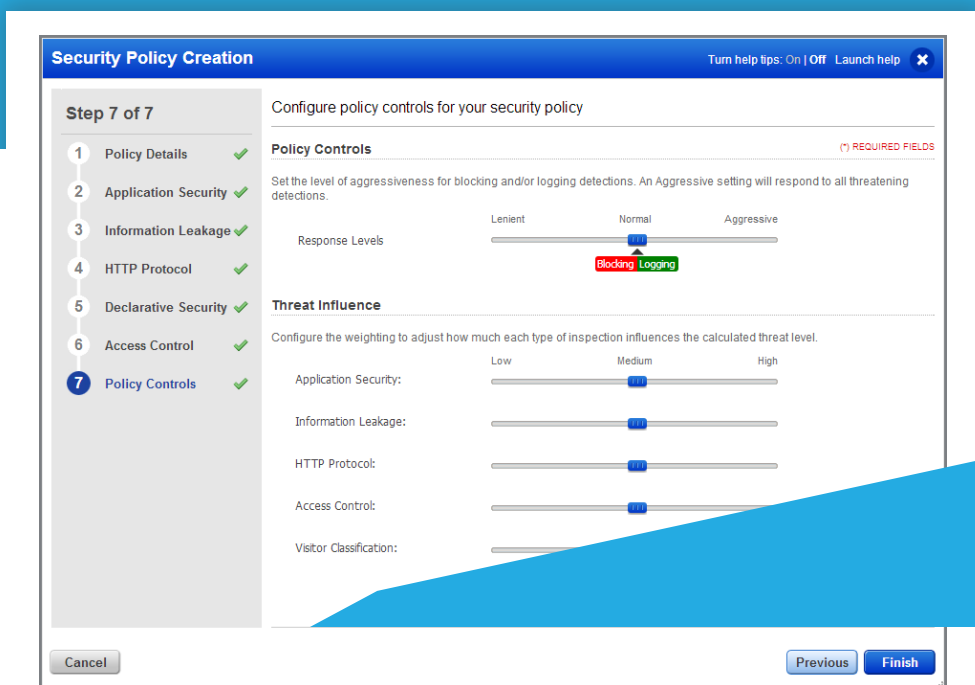 Security Policy Creation
Turn help tips: On | Off Launch help
Step 7 of 7
1 Policy Details
2 Application Security
3 Information Leakage
4 HTTP Protocol
5 Declarative Security
6 Access Control
7 Policy Controls
Configure policy controls for your security policy
Policy Controls
(*) REQUIRED FIELDS
Set the level of aggressiveness for blocking and/or logging detections. An Aggressive setting will respond to all threatening
detections.
Lenient Normal Aggressive
Response Levels
Blocking Logging
Threat Influence
Configure the weighting to adjust how much each type of inspection influences the calculated threat level.
Low Medium High
Application Security:
Information Leakage:
HTTP Protocol:
Access Control:
Visitor Classification:
Cancel
Previous
Finish